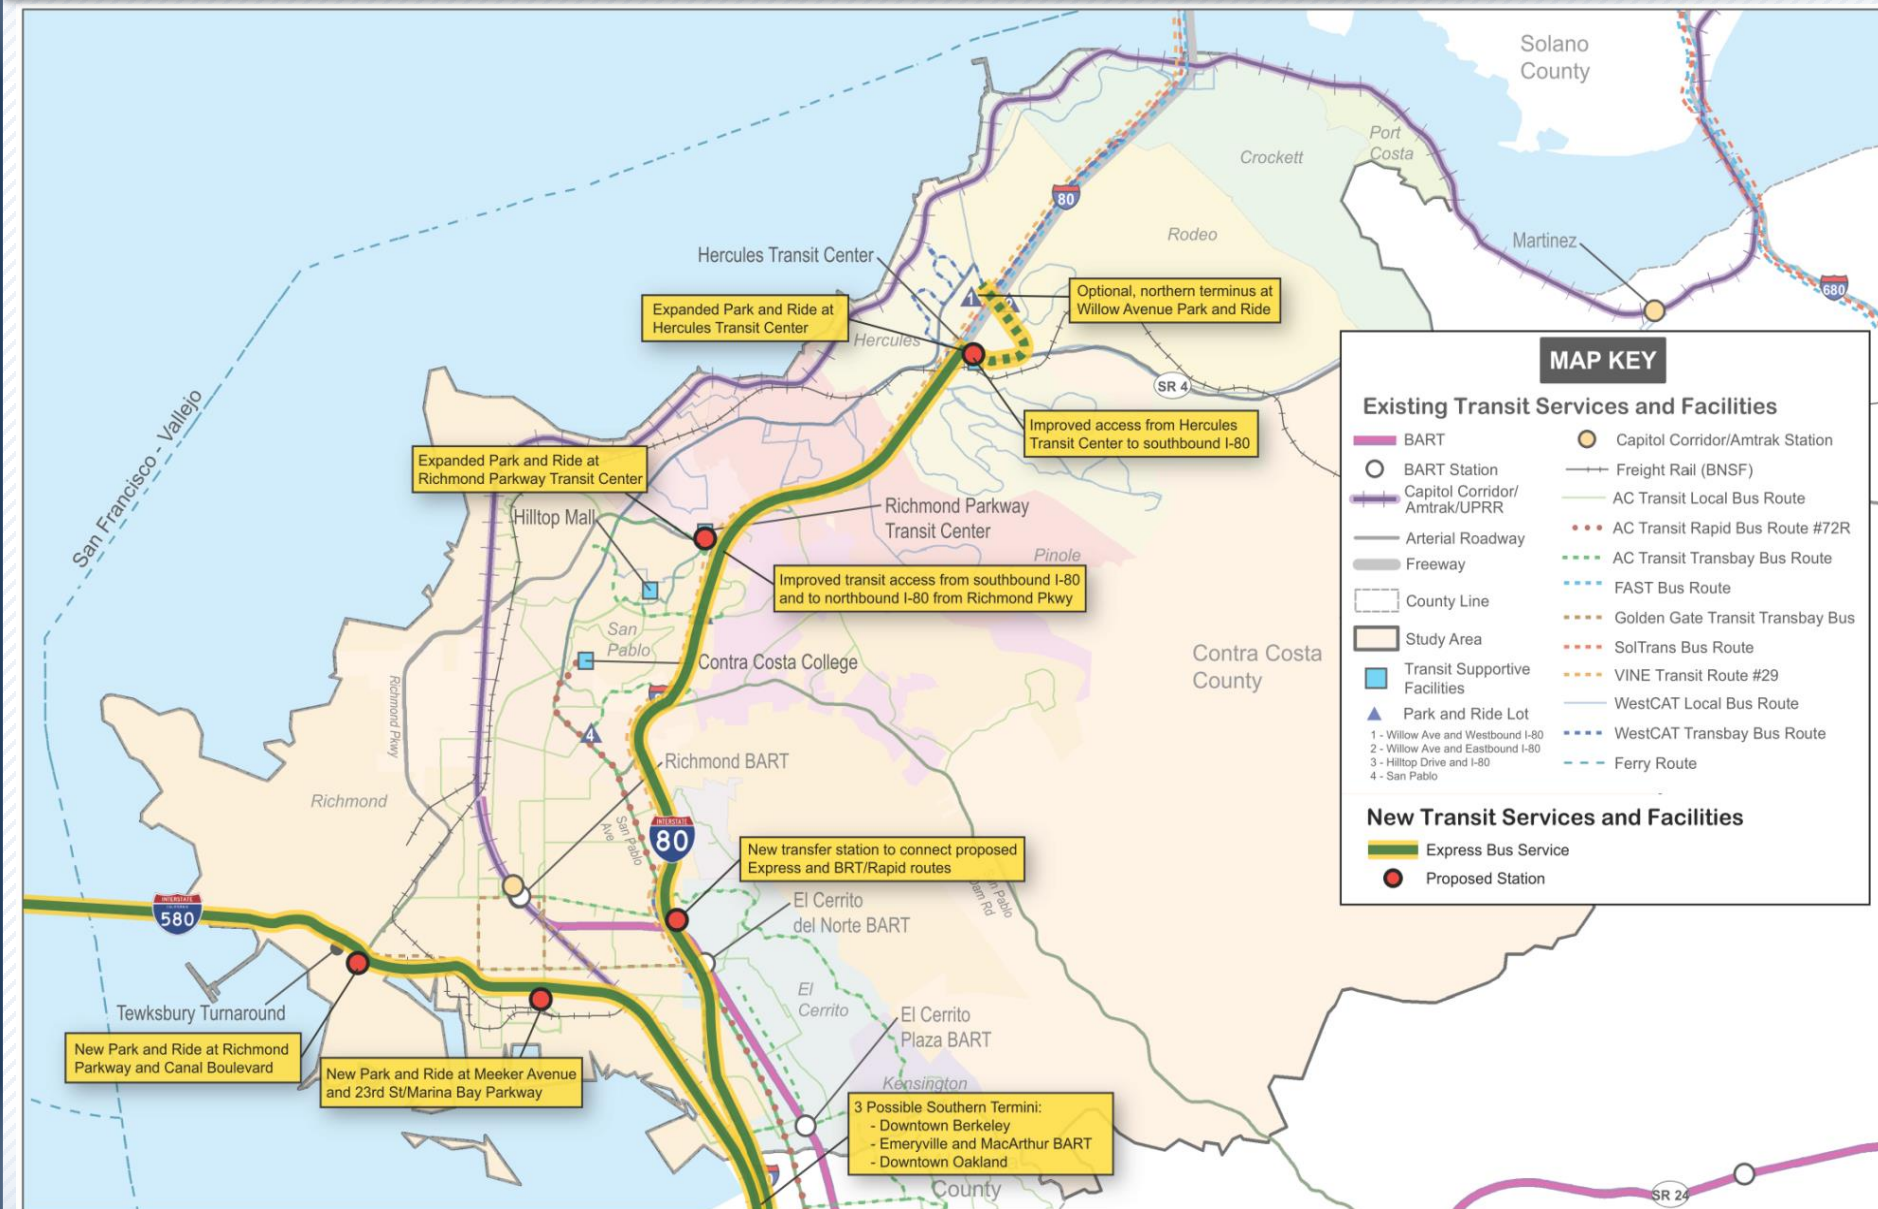 Solano
County
Port
Costa
Crockett
80
Rodeo
Martinez
680
Hercules Transit Center
Expanded Park and Ride at
Hercules Transit Center
Optional, northern terminus at
Willow Avenue Park and Ride
1
Hercules
SR 4
Improved access from Hercules
Transit Center to southbound I-80
San Francisco - Vallejo
Expanded Park and Ride at
Richmond Parkway Transit Center
Hilltop Mall
Richmond Parkway
Transit Center
Pinole
Improved transit access from southbound I-80
and to northbound I-80 from Richmond Pkwy
San
Pablo
Contra Costa College
Contra Costa
County
Richmond Pkwy
4
Richmond BART
Richmond
San Pablo
Ave
INTERSTATE
80
New transfer station to connect proposed
Express and BRT/Rapid routes
San Pablo
Dam Rd
El Cerrito
del Norte BART
INTERSTATE
580
Tewksbury Turnaround
El
Cerrito
El Cerrito
Plaza BART
New Park and Ride at Richmond
Parkway and Canal Boulevard
New Park and Ride at Meeker Avenue
and 23rd St/Marina Bay Parkway
Kensington
3 Possible Southern Termini:
- Downtown Berkeley
- Emeryville and MacArthur BART
- Downtown Oakland
County
SR 24
MAP KEY
Existing Transit Services and Facilities
BART
BART Station
Capitol Corridor/
Amtrak/UPRR
Arterial Roadway
Freeway
County Line
Study Area
Transit Supportive
Facilities
Park and Ride Lot
1 - Willow Ave and Westbound I-80
2 - Willow Ave and Eastbound I-80
3 - Hilltop Drive and I-80
4 - San Pablo
Capitol Corridor/Amtrak Station
Freight Rail (BNSF)
AC Transit Local Bus Route
AC Transit Rapid Bus Route #72R
AC Transit Transbay Bus Route
FAST Bus Route
Golden Gate Transit Transbay Bus
SolTrans Bus Route
VINE Transit Route #29
WestCAT Local Bus Route
WestCAT Transbay Bus Route
Ferry Route
New Transit Services and Facilities
Express Bus Service
Proposed Station